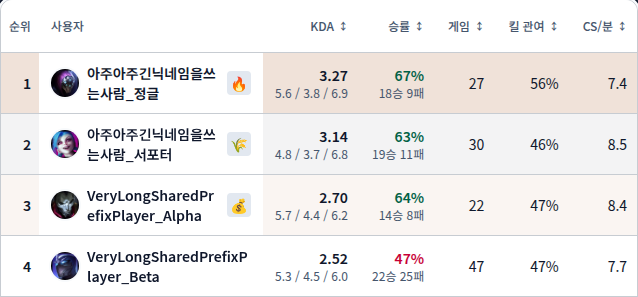 순위 사용자 KDA ↕ 승률 ↕ 게임 ↕ 킬 관여 ↕ CS/분 ↕
1 아주아주긴닉네임을쓰 3.27 67% 27 56% 7.4
는사람_정글 5.6 / 3.8 / 6.9 18승 9패
2 아주아주긴닉네임을쓰 3.14 63% 30 46% 8.5
는사람_서포터 4.8 / 3.7 / 6.8 19승 11패
3 VeryLongSharedPr 2.70 64% 22 47% 8.4
efixPlayer_Alpha 5.7 / 4.4 / 6.2 14승 8패
4 VeryLongSharedPrefixP 2.52 47% 47 47% 7.7
layer_Beta 5.3 / 4.5 / 6.0 22승 25패